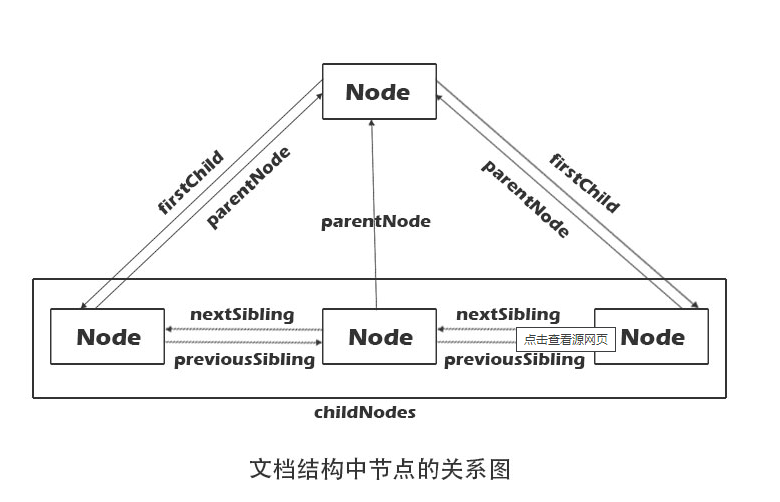 Node
firstChild
parentNode
parentNode
parentNode
firstChild
nextSibling
nextSibling
Node
Node
点击查看源网页
Node
previousSibling
previousSibling
childNodes
文档结构中节点的关系图